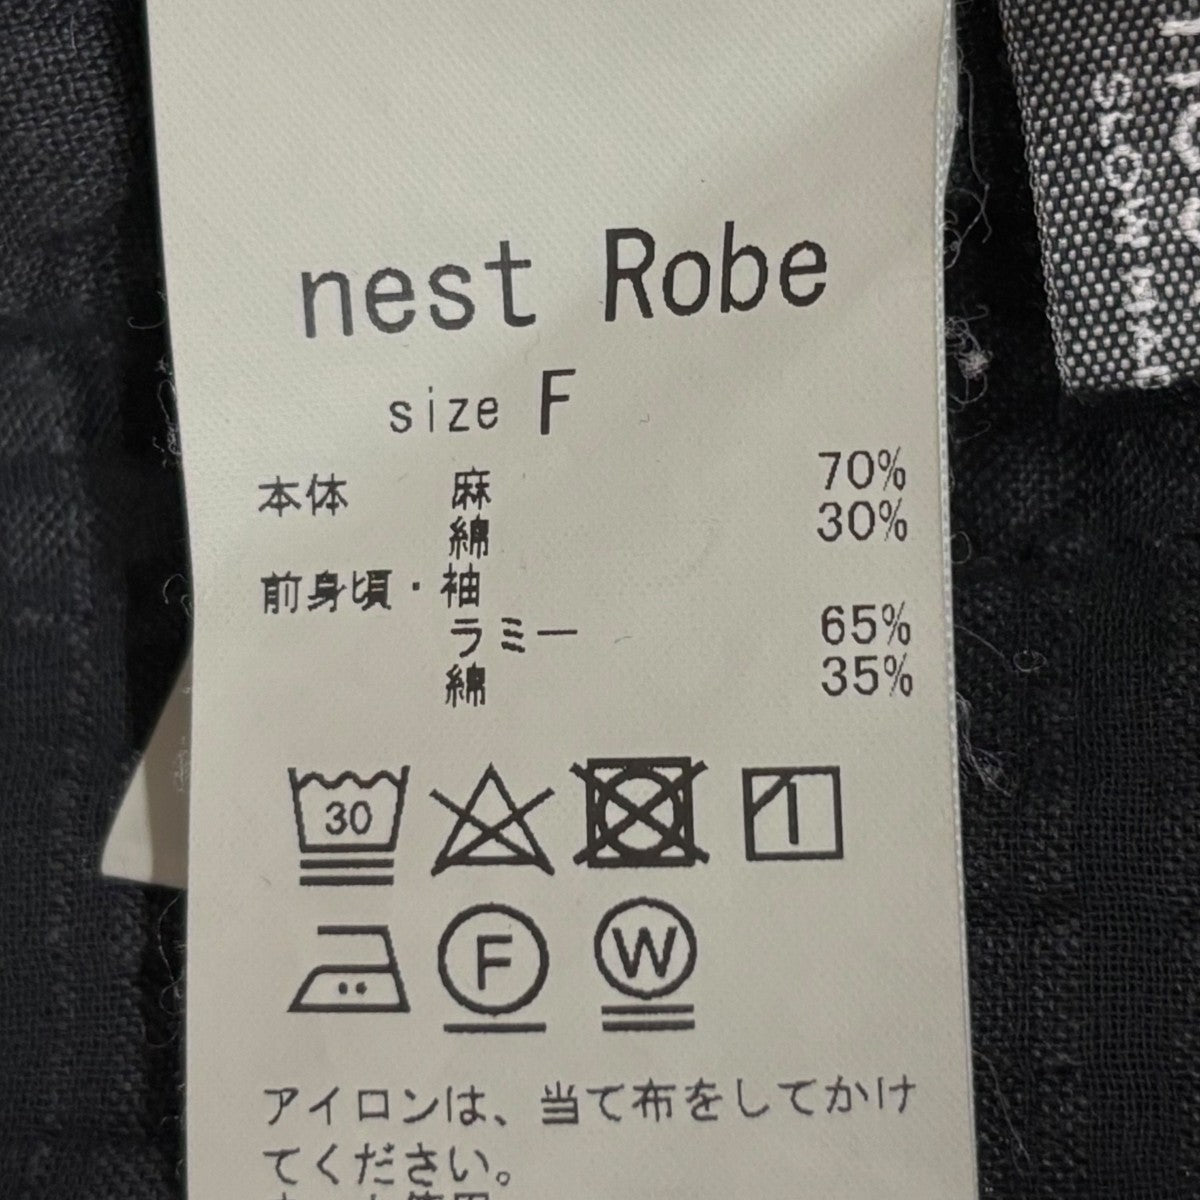 nest Robe
size F
本体 麻 70%
綿 30%
前身頃・袖
ラミー 65%
綿 35%
30
F W
アイロンは、当て布をしてかけ
てください。
SLOW